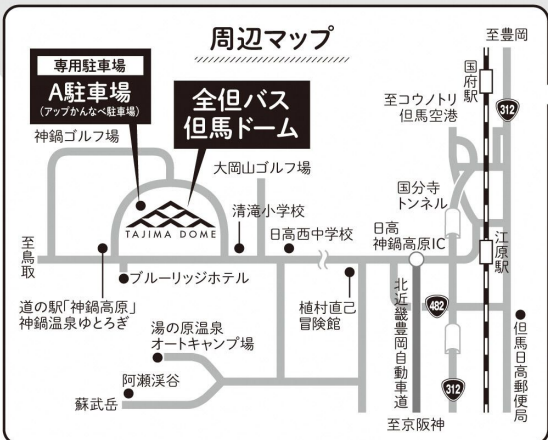 周辺マップ
専用駐車場
A駐車場
(アップかんなべ駐車場)
全但バス
但馬ドーム
神鍋ゴルフ場
大岡山ゴルフ場
TAJIMA DOME
清滝小学校
日高西中学校
至鳥取
道の駅「神鍋高原」
神鍋温泉ゆとろぎ
ブルーリッジホテル
植村直己
冒険館
湯の原温泉
オートキャンプ場
阿瀬渓谷
蘇武岳
至豊岡
国府駅
312
至コウノトリ
但馬空港
国分寺
トンネル
日高
神鍋高原IC
江原駅
北近畿豊岡自動車道
482
312
但馬日高郵便局
至京阪神